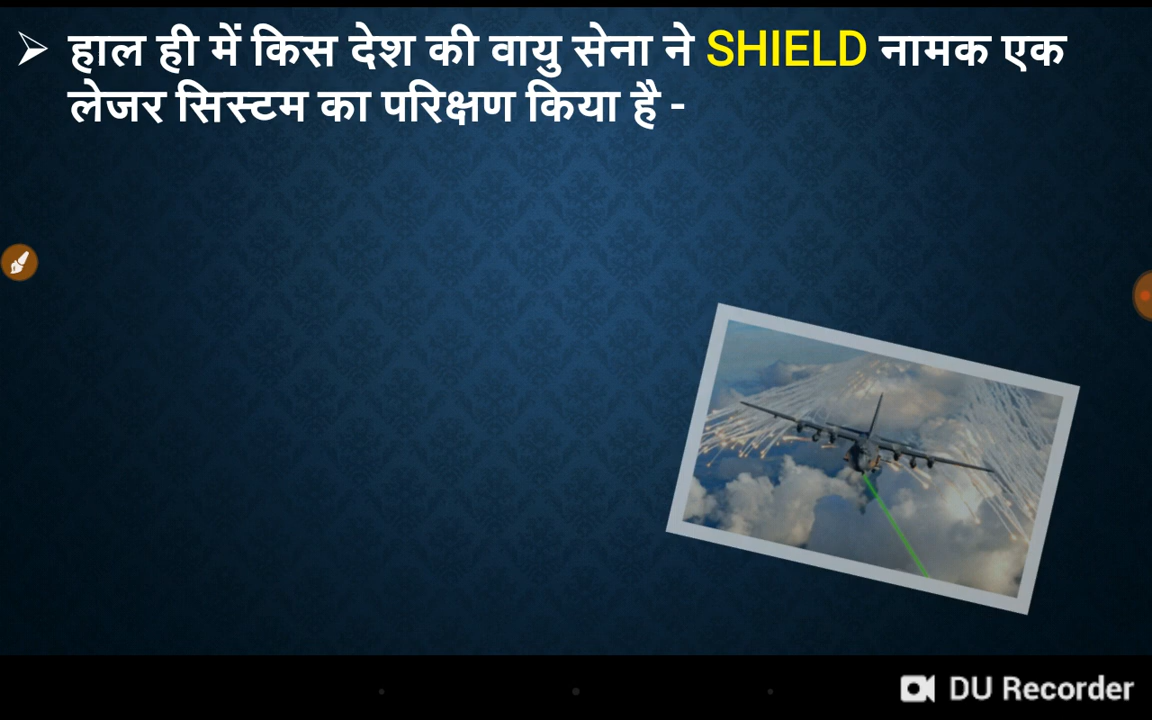 हाल ही में किस देश की वायु सेना ने SHIELD नामक एक
लेजर सिस्टम का परिक्षण किया है -
DU Recorder